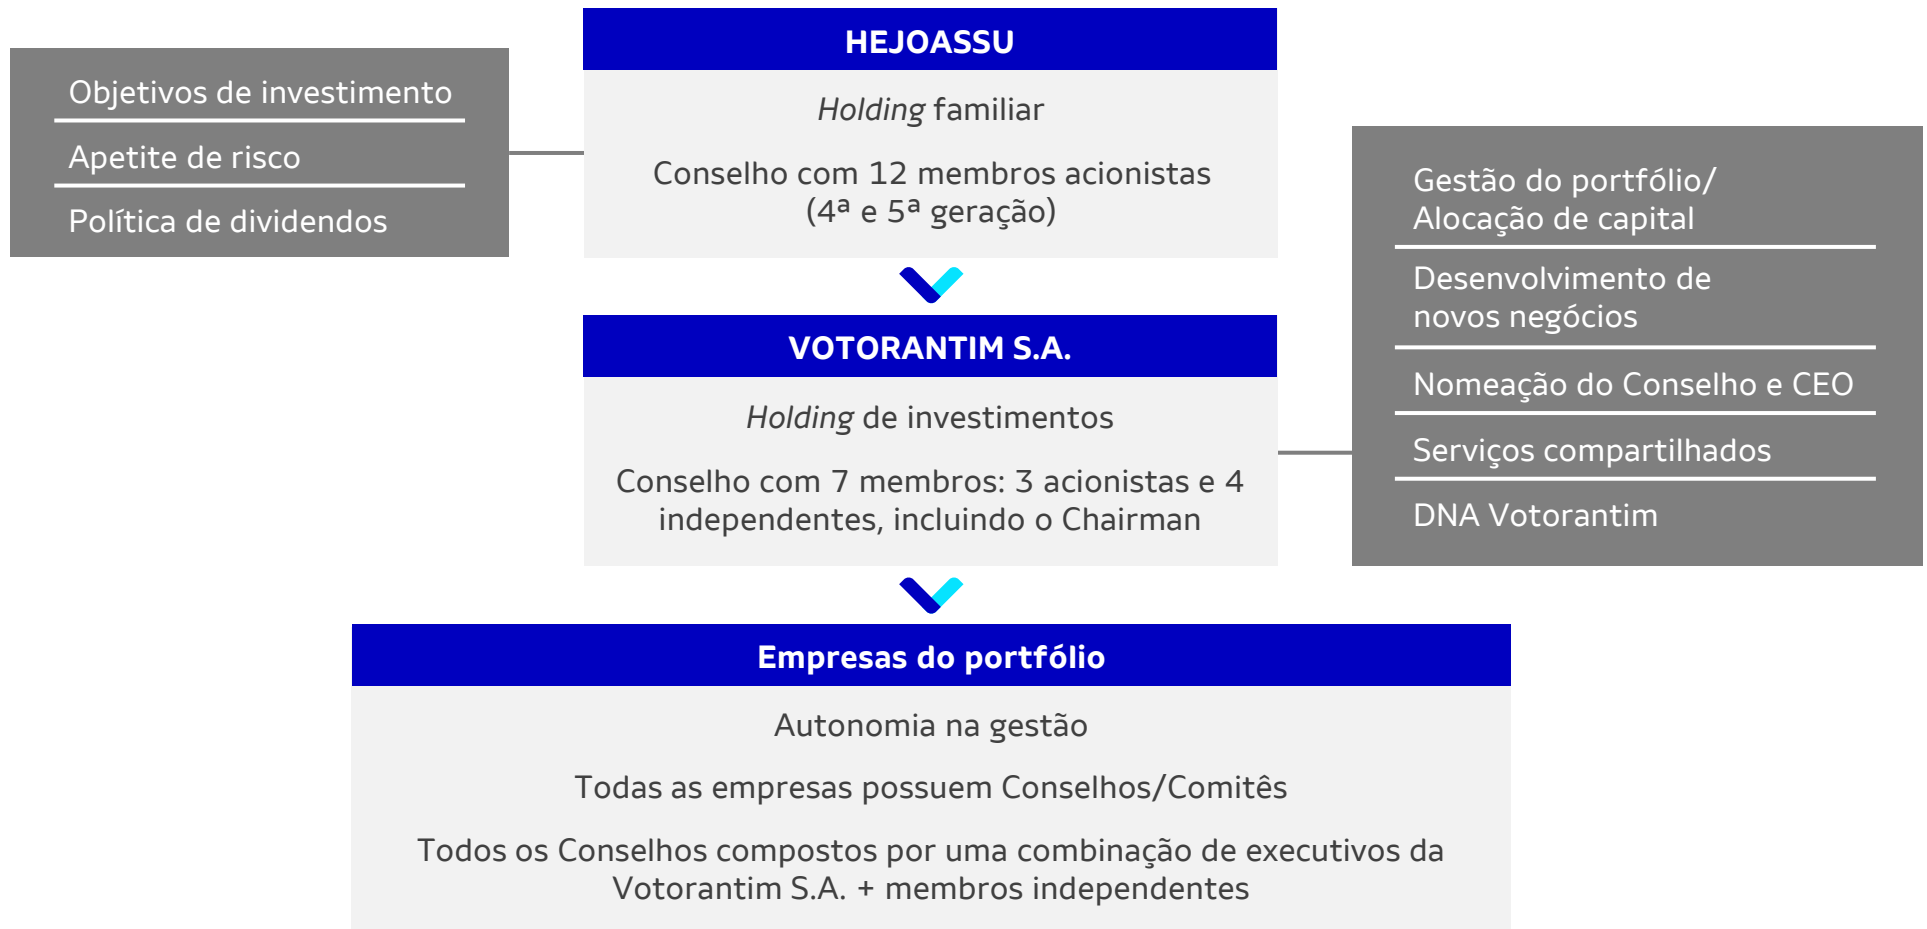 HEJOASSU
Holding familiar
Conselho com 12 membros acionistas
(4ª e 5ª geração)
Objetivos de investimento
Apetite de risco
Política de dividendos
VOTORANTIM S.A.
Holding de investimentos
Conselho com 7 membros: 3 acionistas e 4
independentes, incluindo o Chairman
Gestão do portfólio/
Alocação de capital
Desenvolvimento de
novos negócios
Nomeação do Conselho e CEO
Serviços compartilhados
DNA Votorantim
Empresas do portfólio
Autonomia na gestão
Todas as empresas possuem Conselhos/Comitês
Todos os Conselhos compostos por uma combinação de executivos da
Votorantim S.A. + membros independentes